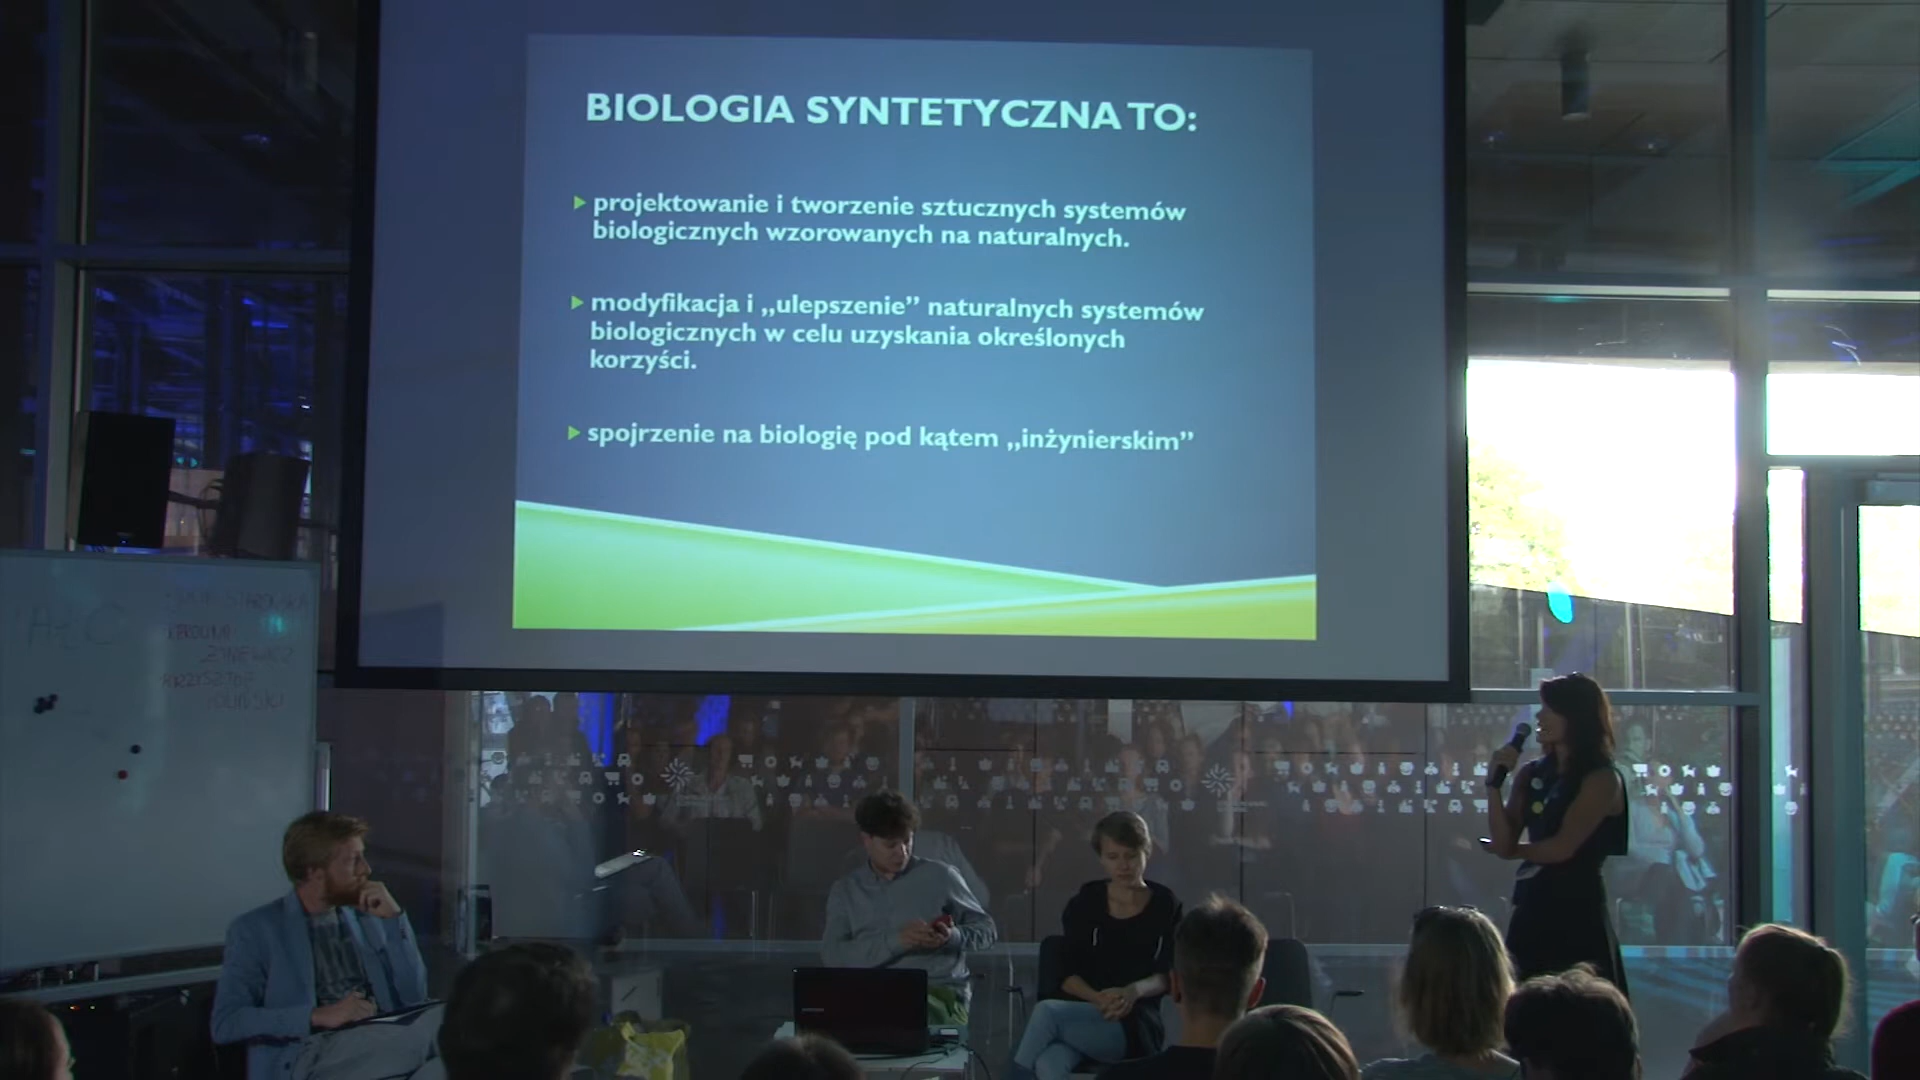 BIOLOGIA SYNTETYCZNA TO:
projektowanie i tworzenie sztucznych systemów
biologicznych wzorowanych na naturalnych.
modyfikacja i „ulepszenie” naturalnych systemów
biologicznych w celu uzyskania określonych
korzyści.
spojrzenie na biologię pod kątem „inżynierskim”